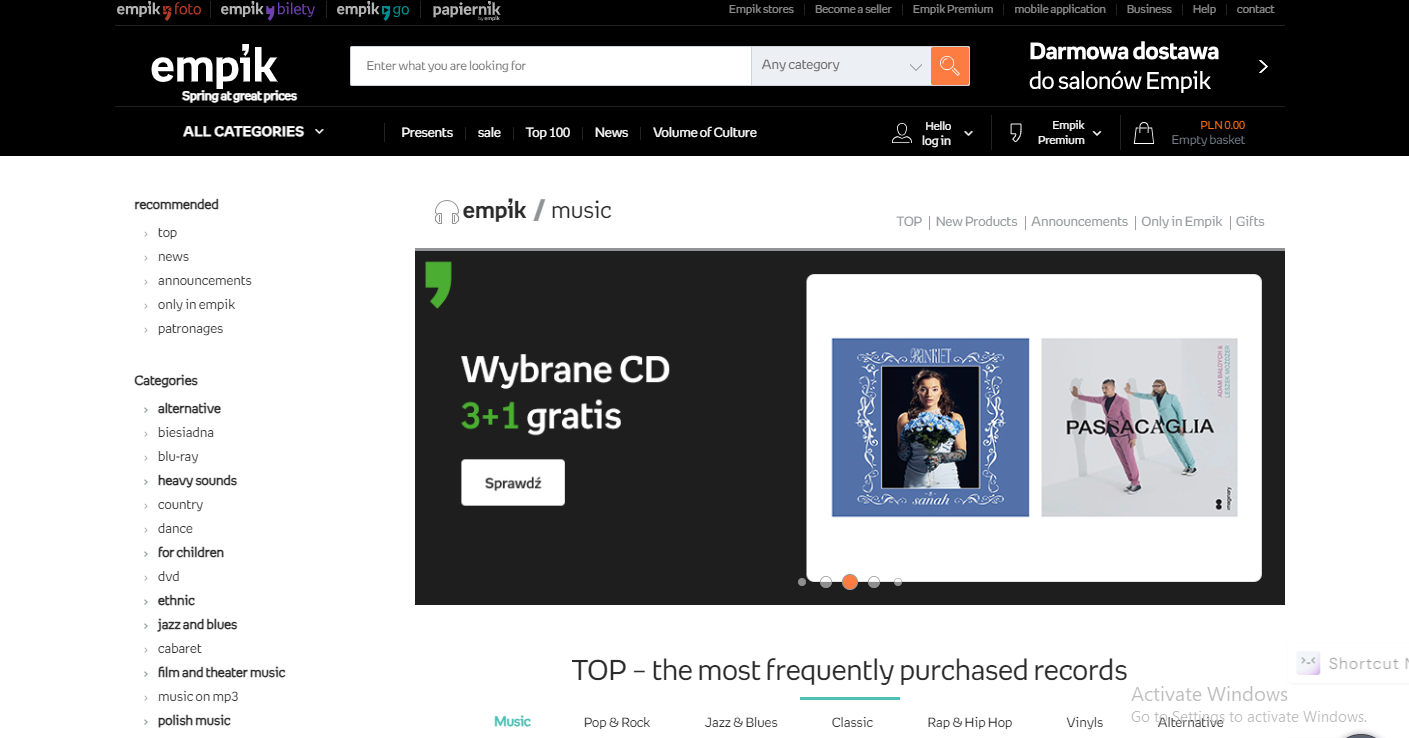 empik foto empik bilety empik go papiernik by empik
Empik stores Become a seller Empik Premium mobile application Business Help contact
empik
Spring at great prices
Enter what you are looking for Any category
Darmowa dostawa
do salonów Empik
ALL CATEGORIES
Presents sale Top 100 News Volume of Culture
Hello
log in
Empik
Premium
PLN 0.00
Empty basket
recommended
top
news
announcements
only in empik
patronages
Categories
alternative
biesiadna
blu-ray
heavy sounds
country
dance
for children
dvd
ethnic
jazz and blues
cabaret
film and theater music
music on mp3
polish music
empik / music
TOP | New Products | Announcements | Only in Empik | Gifts
Wybrane CD
3+1 gratis
Sprawdź
BANKIET
sanah
ADAM BAŁDYCH &
LESZEK MOŻDŻER
PASSACAGLIA
imaginary
TOP – the most frequently purchased records
Music Pop & Rock Jazz & Blues Classic Rap & Hip Hop Vinyls Alternative
Shortcut
Activate Windows
Go to Settings to activate Windows.